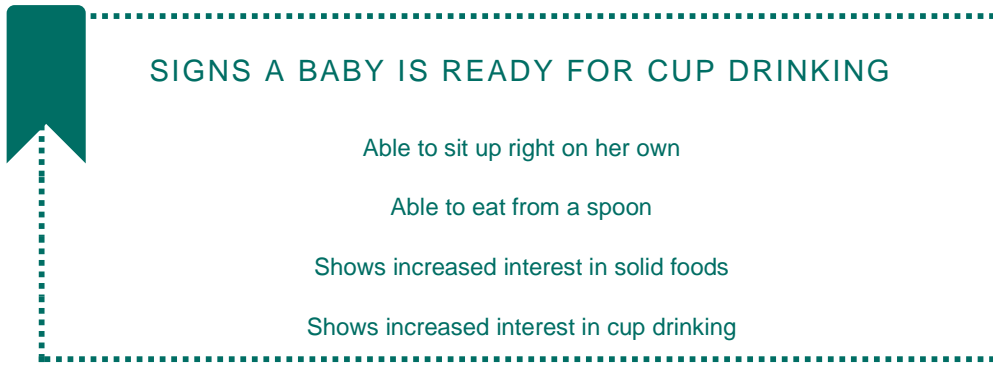 SIGNS A BABY IS READY FOR CUP DRINKING
Able to sit up right on her own
Able to eat from a spoon
Shows increased interest in solid foods
Shows increased interest in cup drinking